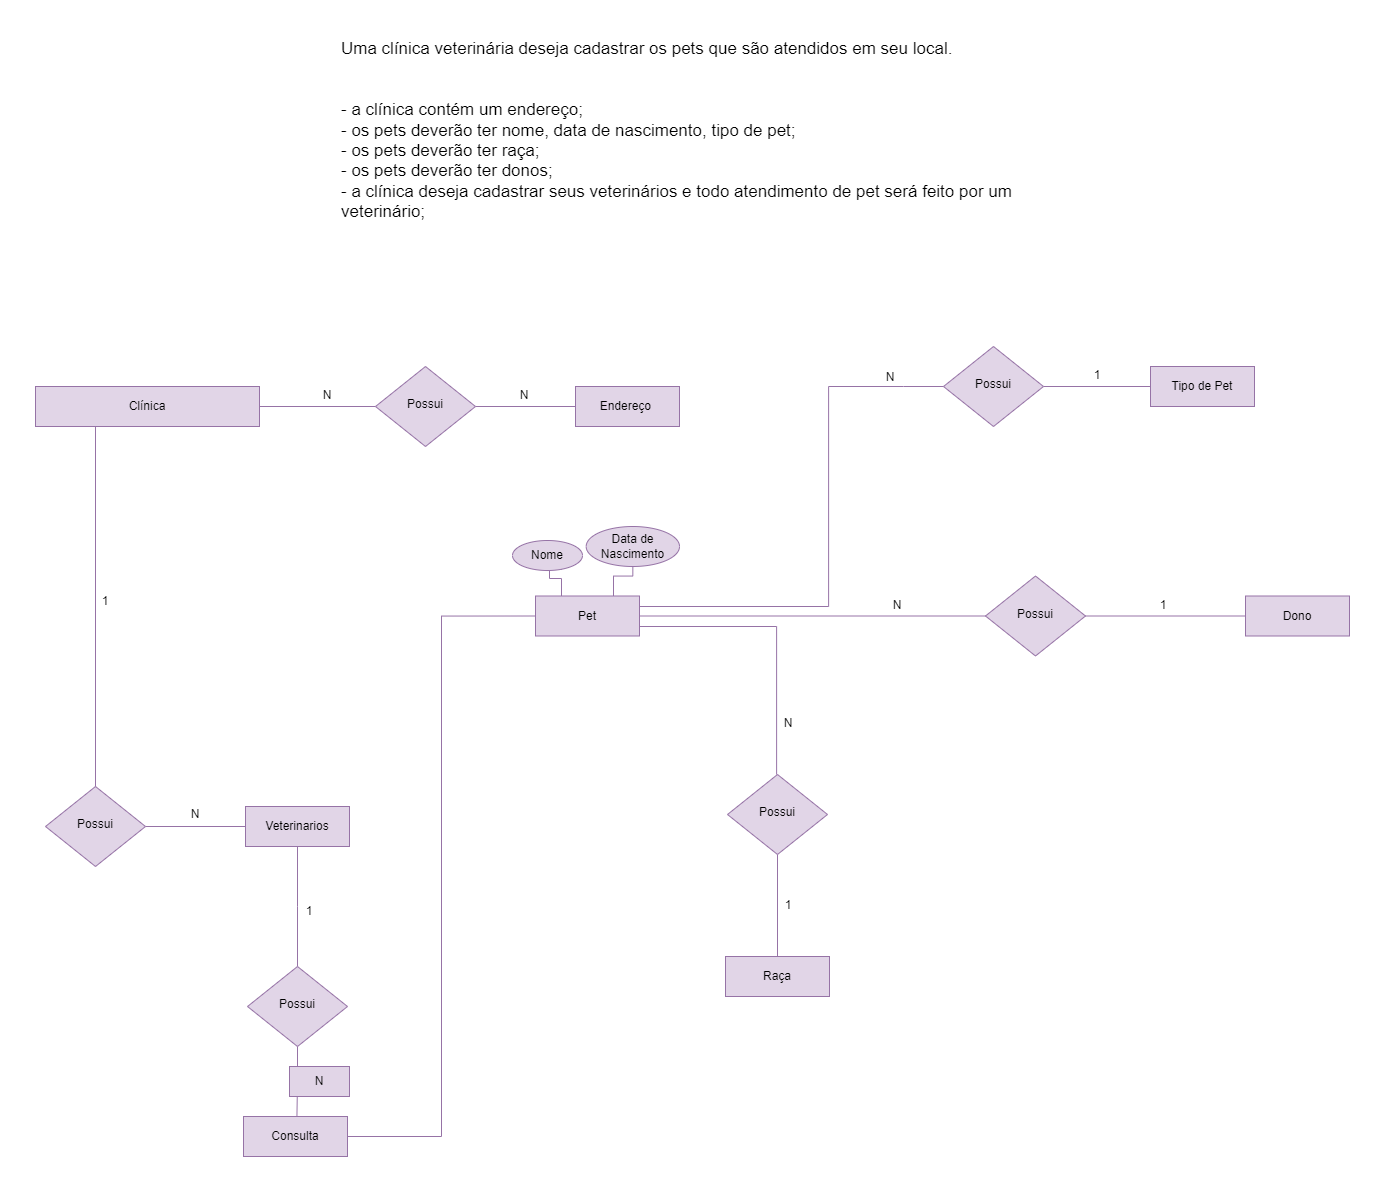 Uma clínica veterinária deseja cadastrar os pets que são atendidos em seu local.
- a clínica contém um endereço;
- os pets deverão ter nome, data de nascimento, tipo de pet;
- os pets deverão ter raça;
- os pets deverão ter donos;
- a clínica deseja cadastrar seus veterinários e todo atendimento de pet será feito por um
veterinário;
N
Possui
1
Tipo de Pet
Clínica
N
Possui
N
Endereço
Nome
Data de
Nascimento
1
Pet
N
Possui
1
Dono
N
Possui
N
Veterinarios
Possui
1
1
Raça
Possui
N
Consulta